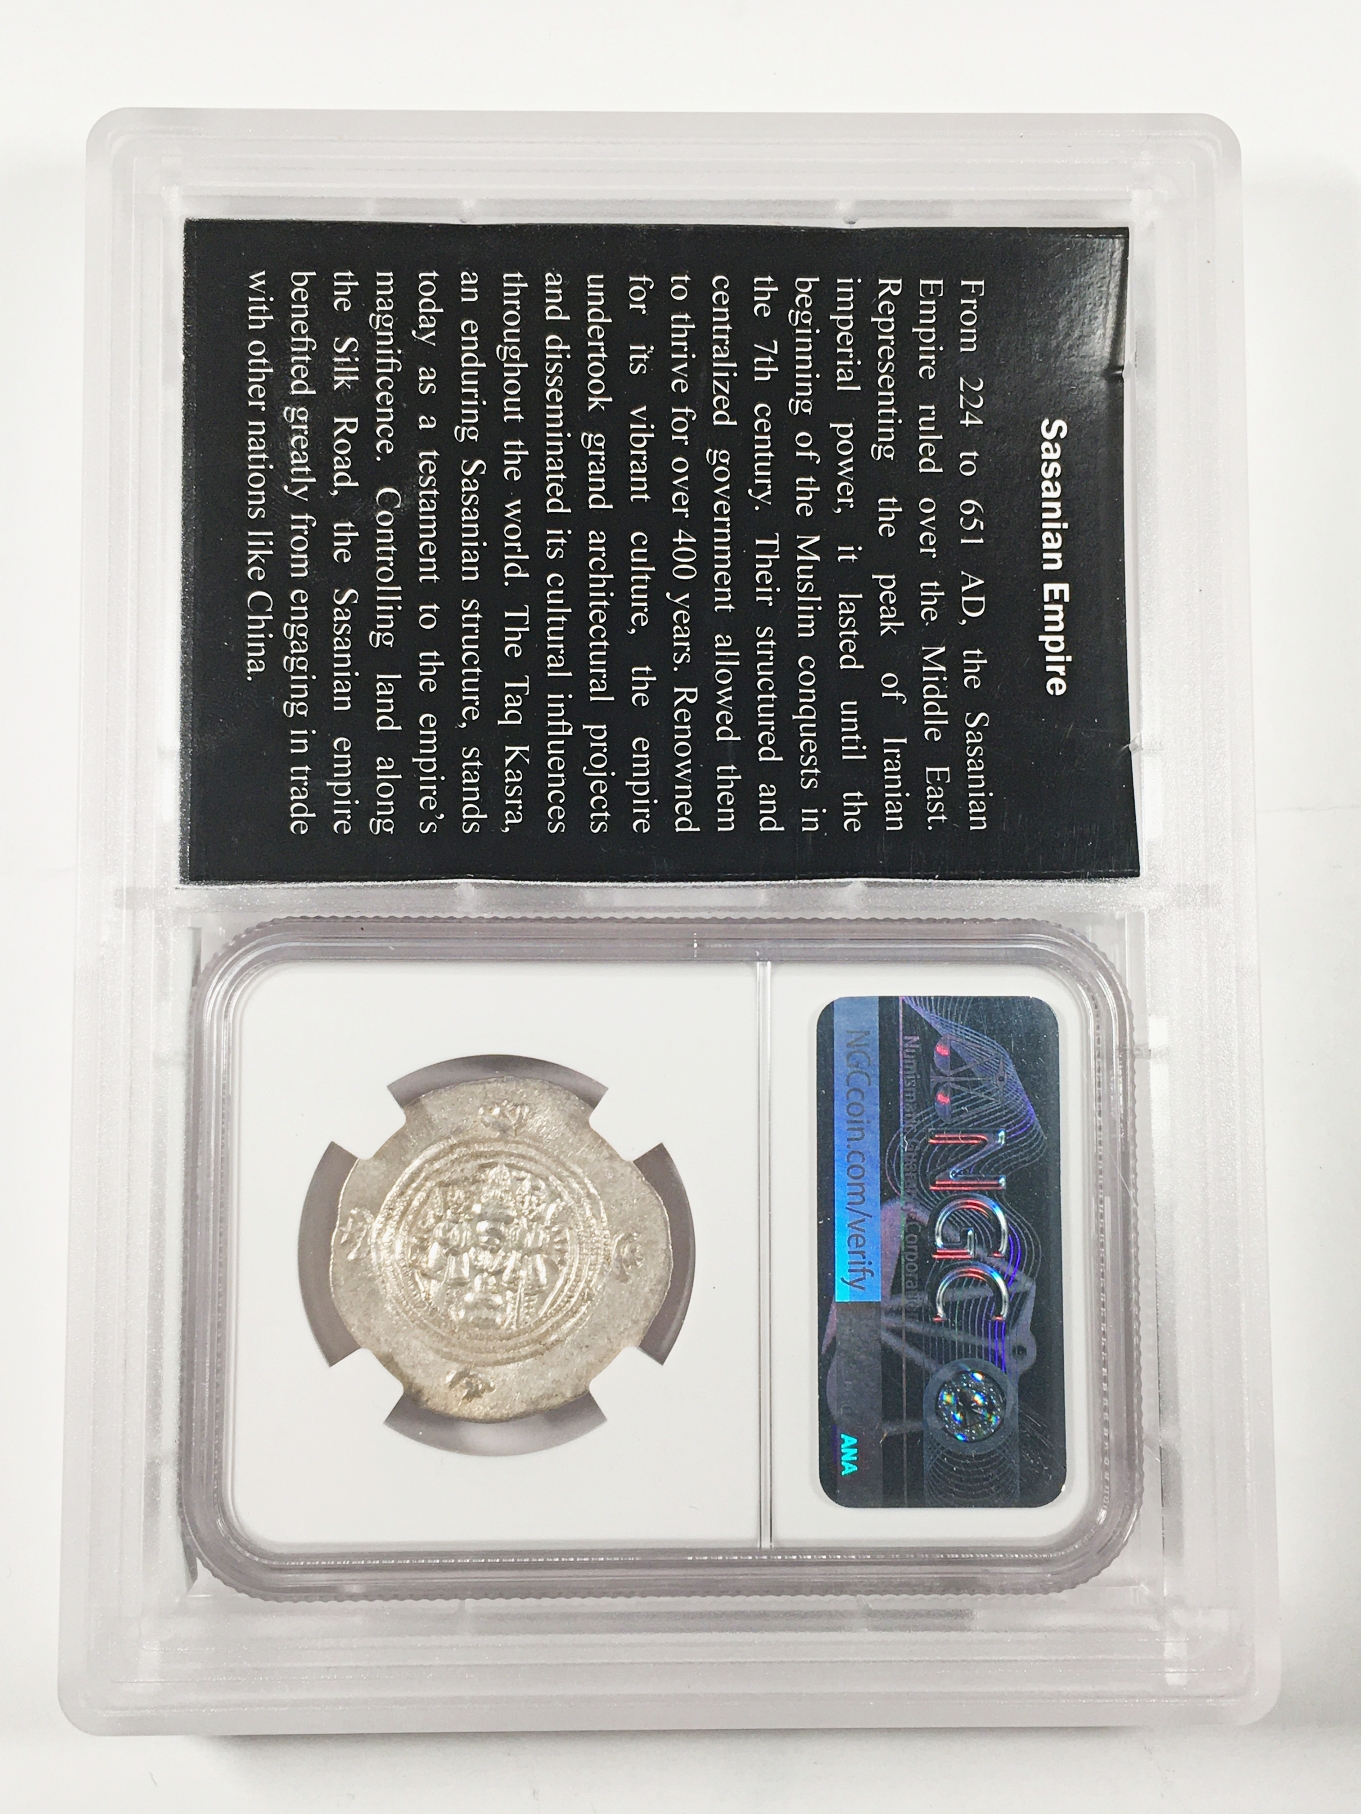 Sasanian Empire
From 224 to 651 AD, the Sasanian
Empire ruled over the Middle East.
Representing the peak of Iranian
imperial power, it lasted until the
beginning of the Muslim conquests in
the 7th century. Their structured and
centralized government allowed them
to thrive for over 400 years. Renowned
for its vibrant culture, the empire
undertook grand architectural projects
and disseminated its cultural influences
throughout the world. The Taq Kasra,
an enduring Sasanian structure, stands
today as a testament to the empire's
magnificence. Controlling land along
the Silk Road, the Sasanian empire
benefited greatly from engaging in trade
with other nations like China.
NGC
Numismatic Guaranty Corporation
NGCcoin.com/verify
ANA